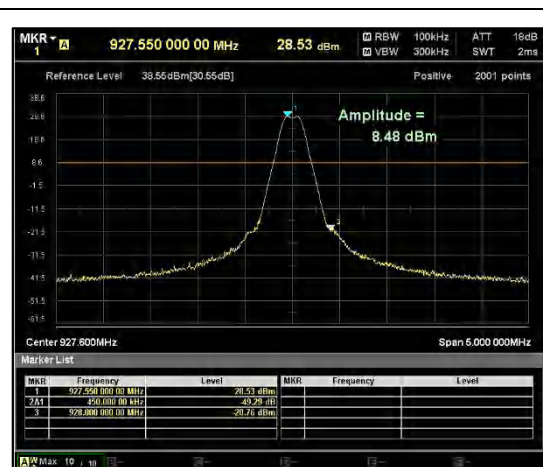 MKR 1 927.550 000 00 MHz 28.53 dBm RBW 100kHz ATT 18dB
VBW 300kHz SWT 2ms
Reference Level 38.55dBm[30.55dB] Positive 2001 points
38.6
28.6
18.6
8.6
-1.5
-11.5
-21.5
-31.5
-41.5
-51.5
-61.5
1
Amplitude =
8.48 dBm
3
Center 927.600MHz Span 5.000 000MHz
Marker List
MKR Frequency Level MKR Frequency Level
1 927.550 000 00 MHz 28.53 dBm
2Δ1 450.000 00 kHz -49.29 dB
3 928.000 000 00 MHz -20.76 dBm
Max 10 / 10